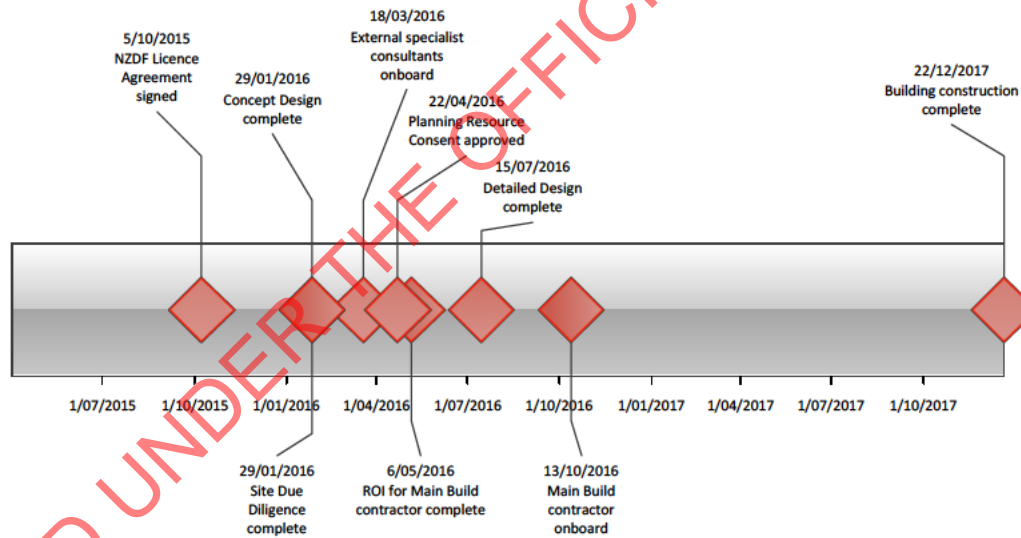 5/10/2015
NZDF Licence
Agreement
signed
29/01/2016
Concept Design
complete
18/03/2016
External specialist
consultants
onboard
22/04/2016
Planning Resource
Consent approved
15/07/2016
Detailed Design
complete
22/12/2017
Building construction
complete
1/07/2015
1/10/2015
1/01/2016
1/04/2016
1/07/2016
1/10/2016
1/01/2017
1/04/2017
1/07/2017
1/10/2017
29/01/2016
Site Due
Diligence
complete
6/05/2016
ROI for Main Build
contractor complete
13/10/2016
Main Build
contractor
onboard
D UNDER THE OFFIC